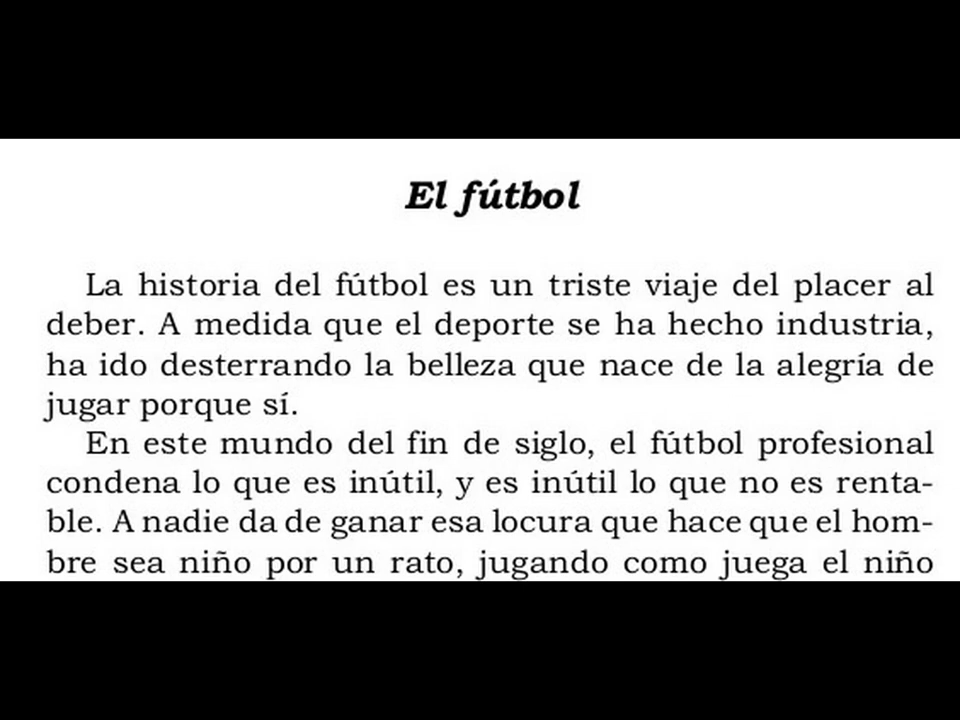 El fútbol
La historia del fútbol es un triste viaje del placer al
deber. A medida que el deporte se ha hecho industria,
ha ido desterrando la belleza que nace de la alegría de
jugar porque sí.
En este mundo del fin de siglo, el fútbol profesional
condena lo que es inútil, y es inútil lo que no es renta-
ble. A nadie da de ganar esa locura que hace que el hom-
bre sea niño por un rato, jugando como juega el niño